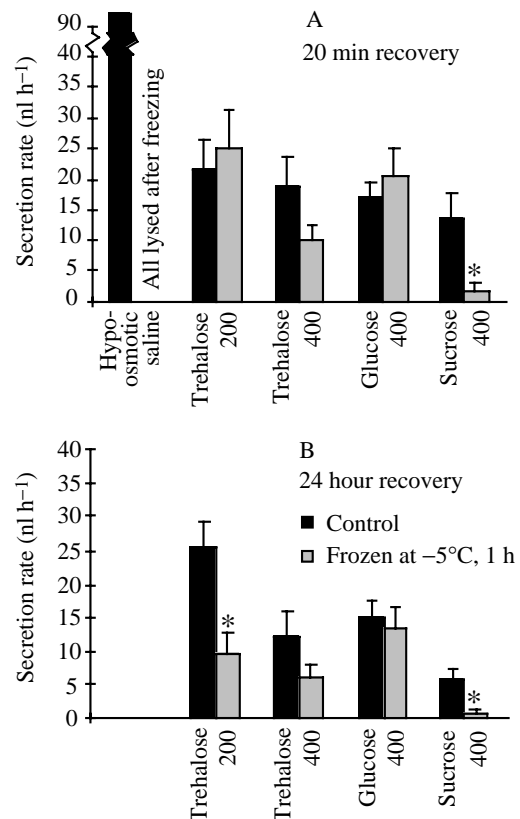 A
20 min recovery
Secretion rate (nl h−1)
90
40
35
30
25
20
15
10
5
0
All lysed after freezing
*
Hypo-
osmotic
saline
Trehalose
200
Trehalose
400
Glucose
400
Sucrose
400
B
24 hour recovery
Control
Frozen at −5°C, 1 h
Secretion rate (nl h−1)
40
35
30
25
20
15
10
5
0
*
*
Trehalose
200
Trehalose
400
Glucose
400
Sucrose
400